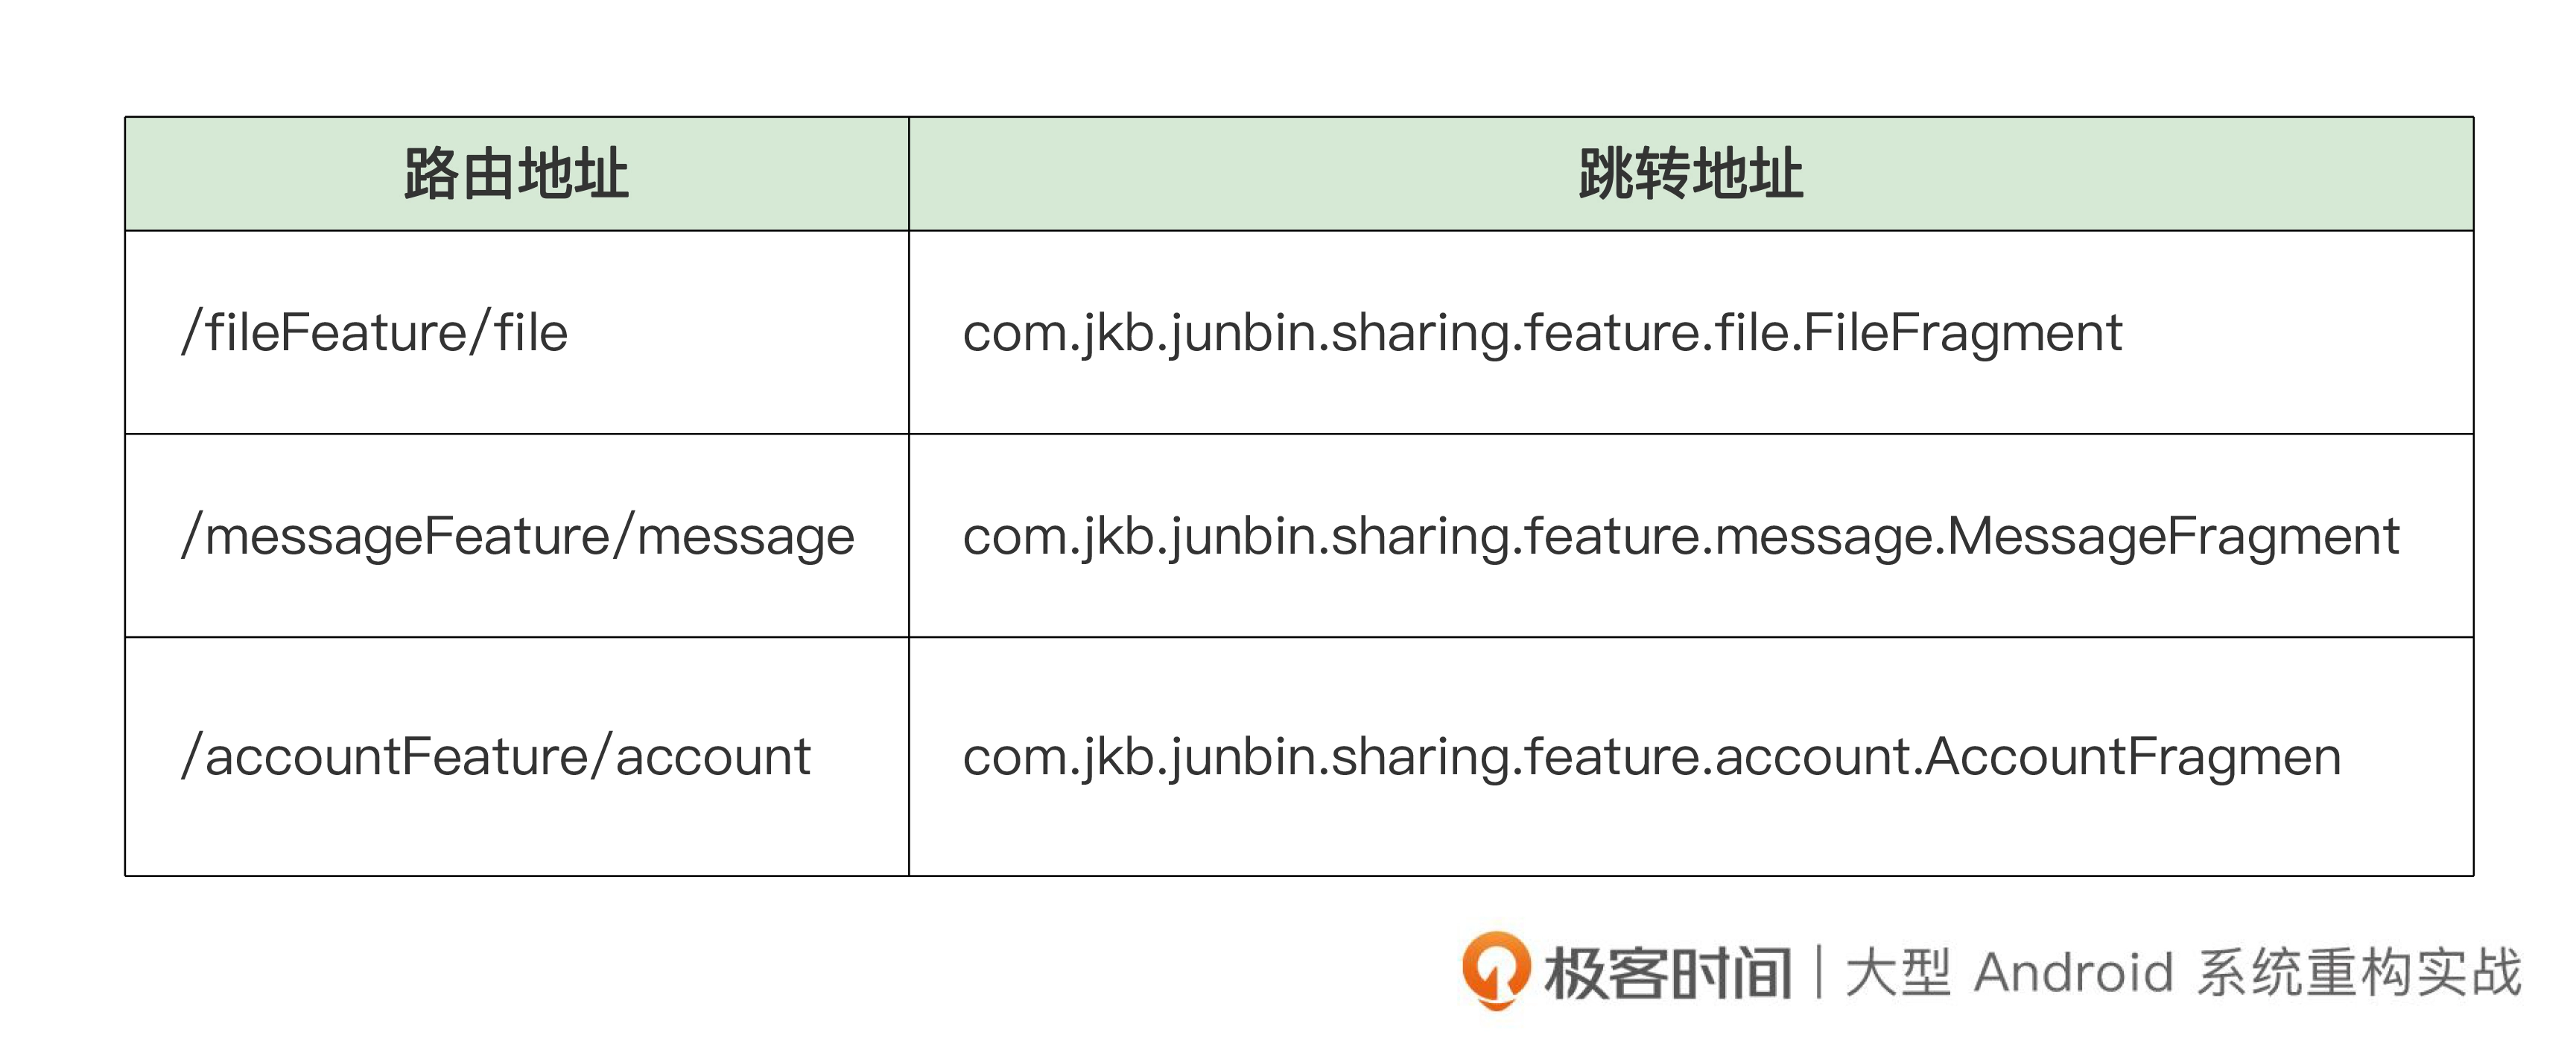 路由地址 跳转地址
/fileFeature/file com.jkb.junbin.sharing.feature.file.FileFragment
/messageFeature/message com.jkb.junbin.sharing.feature.message.MessageFragment
/accountFeature/account com.jkb.junbin.sharing.feature.account.AccountFragmen
极客时间 | 大型 Android 系统重构实战